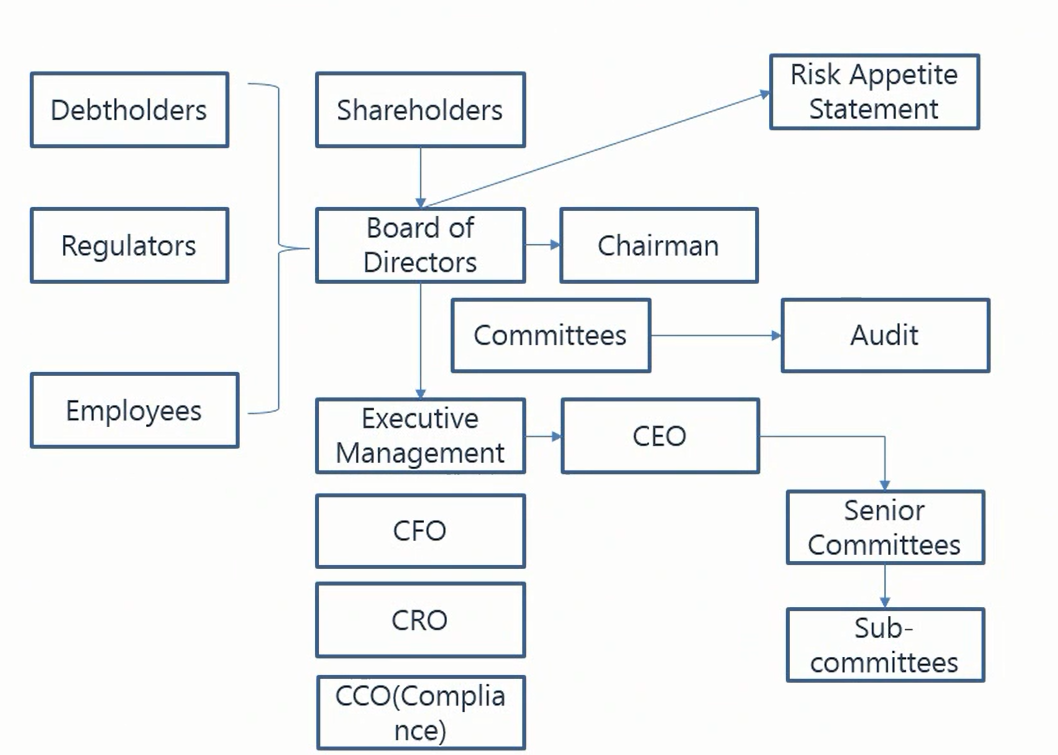 Risk Appetite
Statement
Debtholders
Shareholders
Regulators
Board of
Directors
Chairman
Committees
Audit
Employees
Executive
Management
CEO
CFO
Senior
Committees
CRO
Sub-
committees
CCO(Complia
nce)